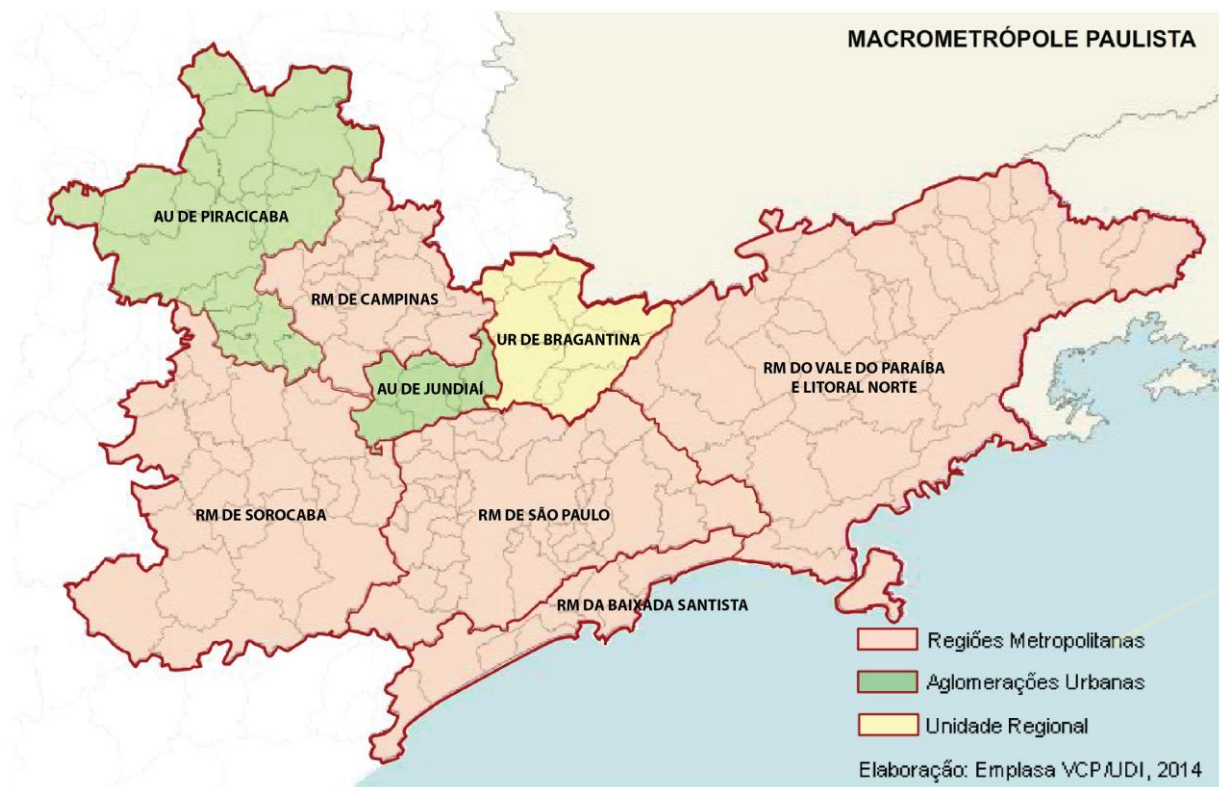 MACROMETRÓPOLE PAULISTA
AU DE PIRACICABA
RM DE CAMPINAS
UR DE BRAGANTINA
AU DE JUNDIAÍ
RM DO VALE DO PARAÍBA
E LITORAL NORTE
RM DE SOROCABA
RM DE SÃO PAULO
RM DA BAIXADA SANTISTA
Regiões Metropolitanas
Aglomerações Urbanas
Unidade Regional
Elaboração: Emplasa VCP/UDI, 2014